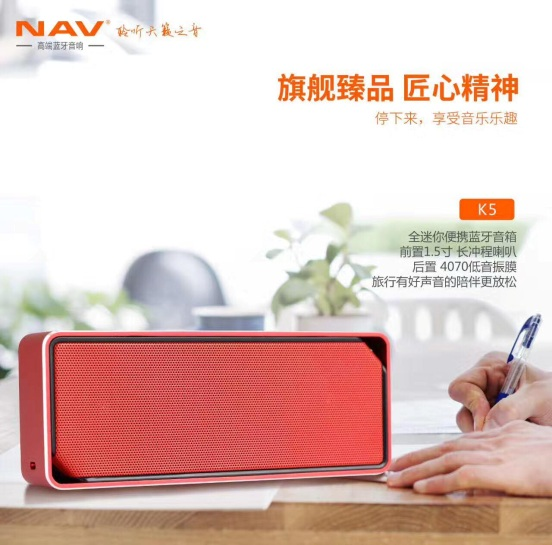 NAV® 聆听天籁之音
高端蓝牙音响
旗舰臻品 匠心精神
停下来，享受音乐乐趣
K5
全迷你便携蓝牙音箱
前置1.5寸 长冲程喇叭
后置 4070低音振膜
旅行有好声音的陪伴更放松